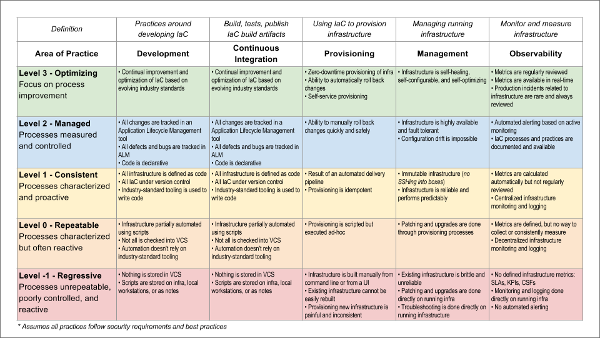 Definition
Practices around
developing IaC
Build, tests, publish
IaC build artifacts
Using IaC to provision
infrastructure
Managing running
infrastructure
Monitor and measure
infrastructure
Area of Practice
Development
Continuous
Integration
Provisioning
Management
Observability
Level 3 - Optimizing
Focus on process
improvement
• Continual improvement and
optimization of IaC based on
evolving industry standards
• Continual improvement and
optimization of IaC based on
evolving industry standards
• Zero-downtime provisioning of infra
• Ability to automatically roll back
changes
• Self-service provisioning
• Infrastructure is self-healing,
self-configurable, and self-optimizing
• Metrics are regularly reviewed
• Metrics are available in real-time
• Production incidents related to
infrastructure are rare and always
reviewed
Level 2 - Managed
Processes measured
and controlled
• All changes are tracked in an
Application Lifecycle Management
tool
• All defects and bugs are tracked in
ALM
• Code is declarative
• All changes are tracked in an
Application Lifecycle Management
tool
• All defects and bugs are tracked in
ALM
• Code is declarative
• Ability to manually roll back
changes quickly and safely
• Infrastructure is highly available
and fault tolerant
• Configuration drift is impossible
• Automated alerting based on active
monitoring
• IaC processes and practices are
documented and available
Level 1 - Consistent
Processes characterized
and proactive
• All infrastructure is defined as code
• All IaC under version control
• Industry-standard tooling is used to
write code
• All infrastructure is defined as code
• All IaC under version control
• Industry-standard tooling is used to
write code
• Result of an automated delivery
pipeline
• Provisioning is idempotent
• Immutable infrastructure (no
SSHing into boxes)
• Infrastructure is reliable and
performs predictably
• Metrics are calculated
automatically but not regularly
reviewed
• Centralized infrastructure
monitoring and logging
Level 0 - Repeatable
Processes characterized
but often reactive
• Infrastructure partially automated
using scripts
• Not all is checked into VCS
• Automation doesn't rely on
industry-standard tooling
• Infrastructure partially automated
using scripts
• Not all is checked into VCS
• Automation doesn't rely on
industry-standard tooling
• Provisioning is scripted but
executed ad-hoc
• Patching and upgrades are
done through provisioning processes
• Metrics are defined, but no way to
collect or consistently measure
• Decentralized infrastructure
monitoring and logging
Level -1 - Regressive
Processes unrepeatable,
poorly controlled, and
reactive
• Nothing is stored in VCS
• Scripts are stored on infra, local
workstations, or as notes
• Nothing is stored in VCS
• Scripts are stored on infra, local
workstations, or as notes
• Infrastructure is built manually from
command line or from a UI
• Existing infrastructure cannot be
easily rebuilt
• Provisioning new infrastructure is
painful and inconsistent
• Existing infrastructure is brittle and
unreliable
• Patching and upgrades are done
directly on running infra
• Troubleshooting is done directly on
running infrastructure
• No defined infrastructure metrics:
SLAs, KPIs, CSFs
• Monitoring and logging done
directly on running infra
• No automated alerting
* Assumes all practices follow security requirements and best practices